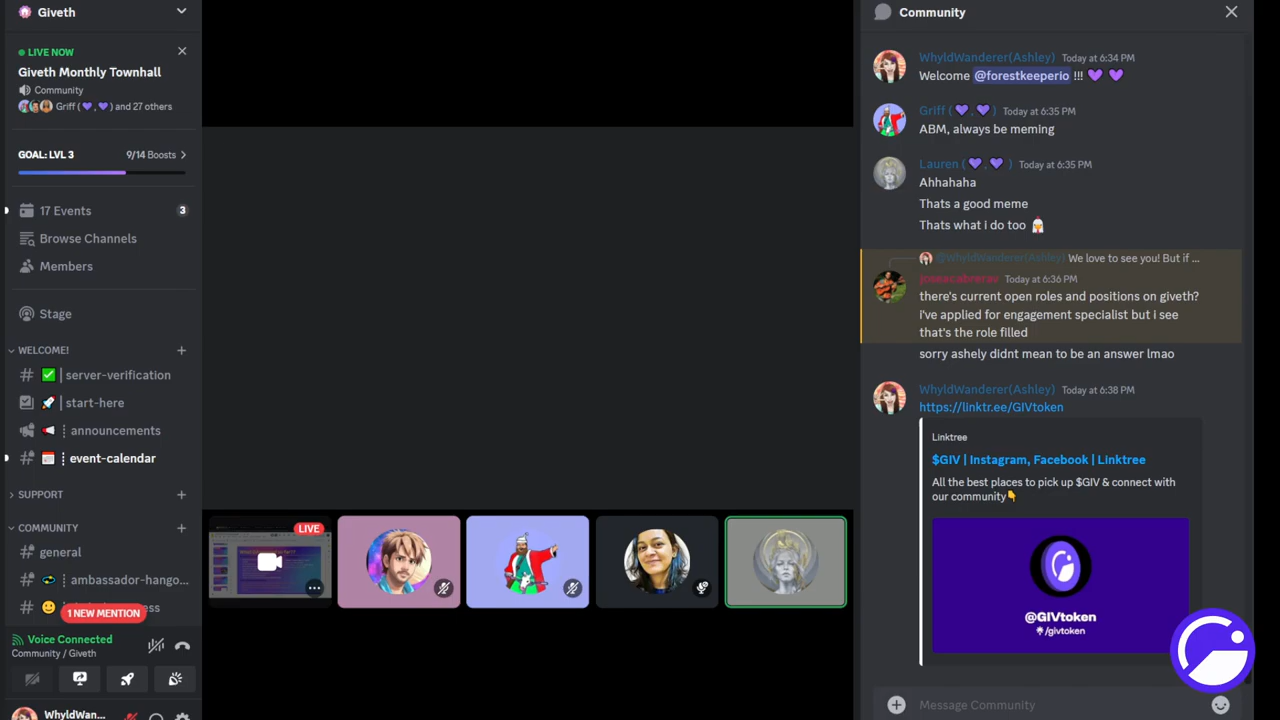 Giveth
LIVE NOW
Giveth Monthly Townhall
Community
Griff ( 💜 , 💜 ) and 27 others
GOAL: LVL 3
9/14 Boosts
17 Events
3
Browse Channels
Members
Stage
WELCOME!
✅ | server-verification
🚀 | start-here
📢 ⋮ announcements
📅 ⋮ event-calendar
SUPPORT
COMMUNITY
general
⋮ ambassador-hango...
1 NEW MENTION
Voice Connected
Community / Giveth
WhyldWan...
LIVE
Community
WhyldWanderer(Ashley) Today at 6:34 PM
Welcome @forestkeeperio !!! 💜 💜
Griff ( 💜 , 💜 ) Today at 6:35 PM
ABM, always be meming
Lauren ( 💜 , 💜 ) Today at 6:35 PM
Ahhahaha
Thats a good meme
Thats what i do too
@WhyldWanderer(Ashley) We love to see you! But if ...
Today at 6:36 PM
there's current open roles and positions on giveth?
i've applied for engagement specialist but i see
that's the role filled
sorry ashely didnt mean to be an answer lmao
WhyldWanderer(Ashley) Today at 6:38 PM
https://linktr.ee/GIVtoken
Linktree
$GIV | Instagram, Facebook | Linktree
All the best places to pick up $GIV & connect with
our community👇
@GIVtoken
/givtoken
Message Community